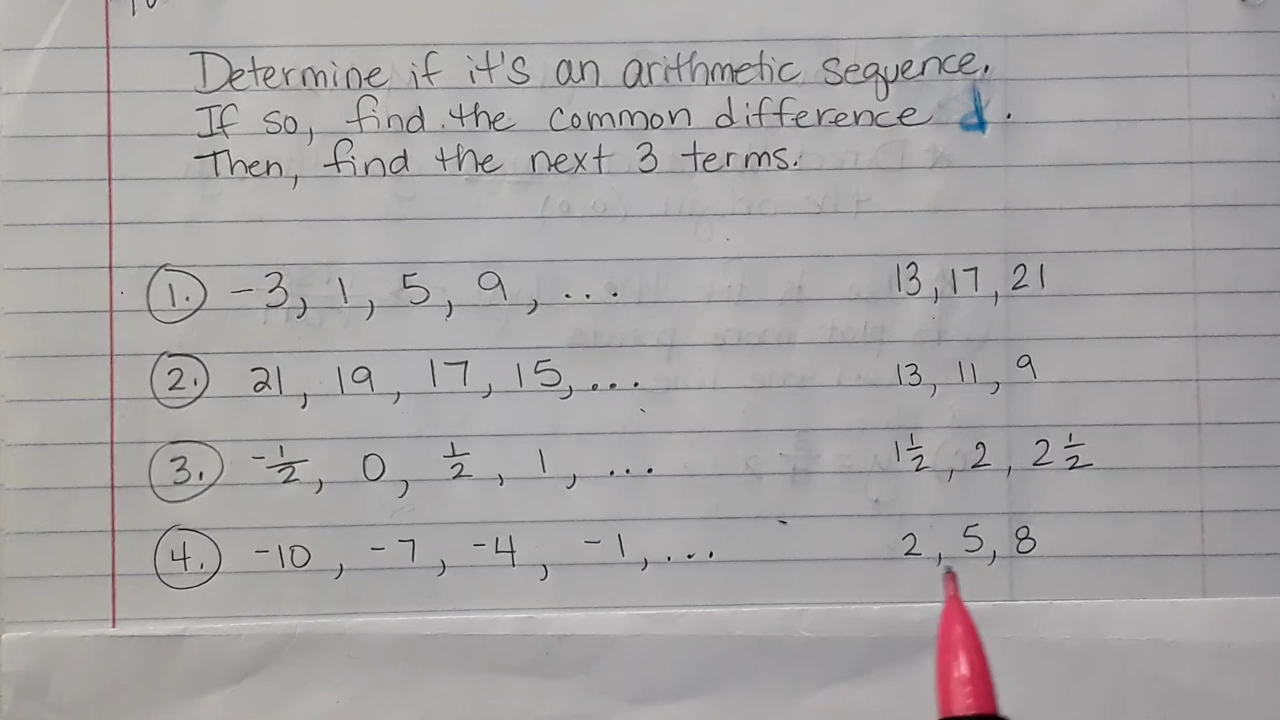 Determine if it's an arithmetic sequence.
If so, find the common difference d.
Then, find the next 3 terms.
1. -3, 1, 5, 9, ... 13, 17, 21
2. 21, 19, 17, 15, ... 13, 11, 9
3. -1/2, 0, 1/2, 1, ... 1 1/2, 2, 2 1/2
4. -10, -7, -4, -1, ... 2, 5, 8